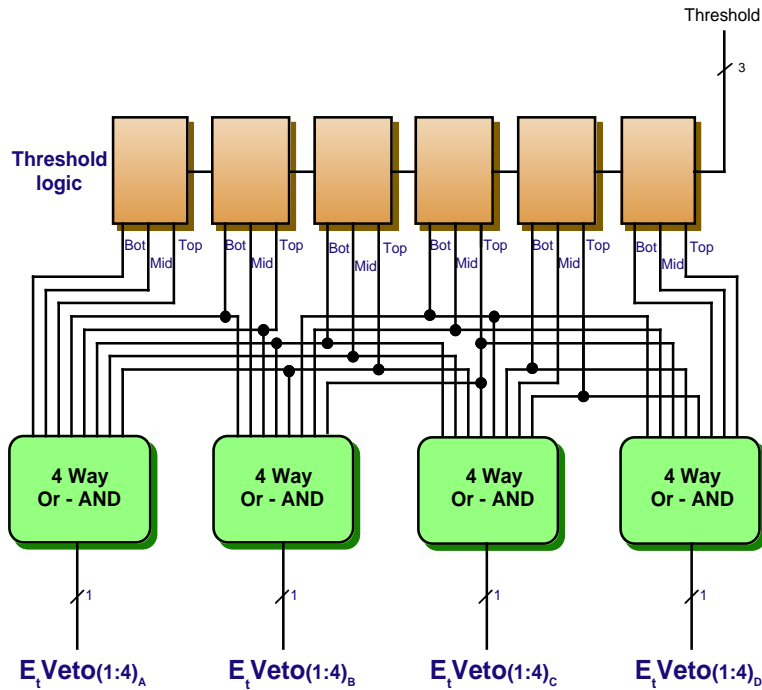 Threshold
3
Threshold
logic
Bot Top Bot Top Bot Top Bot Top Bot Top Bot Top
Mid Mid Mid Mid Mid Mid
4 Way
Or - AND
4 Way
Or - AND
4 Way
Or - AND
4 Way
Or - AND
1 1 1 1
EtVeto(1:4)A EtVeto(1:4)B EtVeto(1:4)C EtVeto(1:4)D